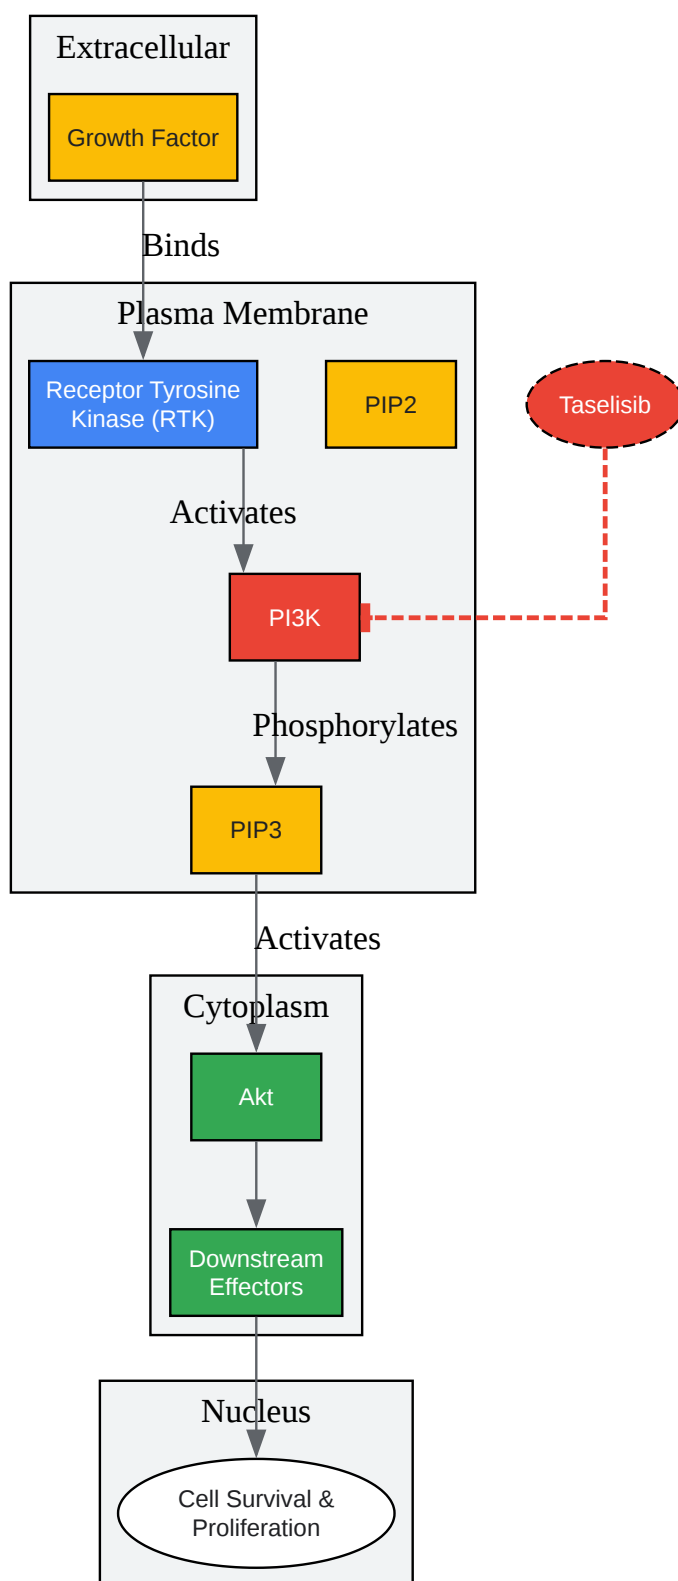 Extracellular
Growth Factor
Binds
Plasma Membrane
Receptor Tyrosine
Kinase (RTK)
PIP2
Taselisib
Activates
PI3K
Phosphorylates
PIP3
Activates
Cytoplasm
Akt
Downstream
Effectors
Nucleus
Cell Survival &
Proliferation